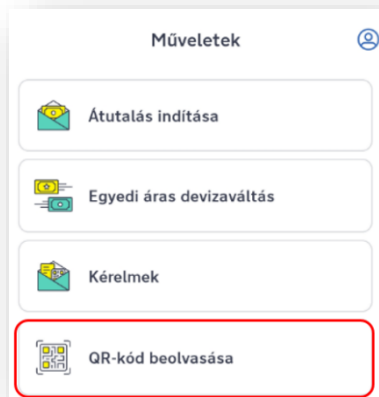 Műveletek
Átutalás indítása
Egyedi áras devizaváltás
Kérelmek
QR-kód beolvasása